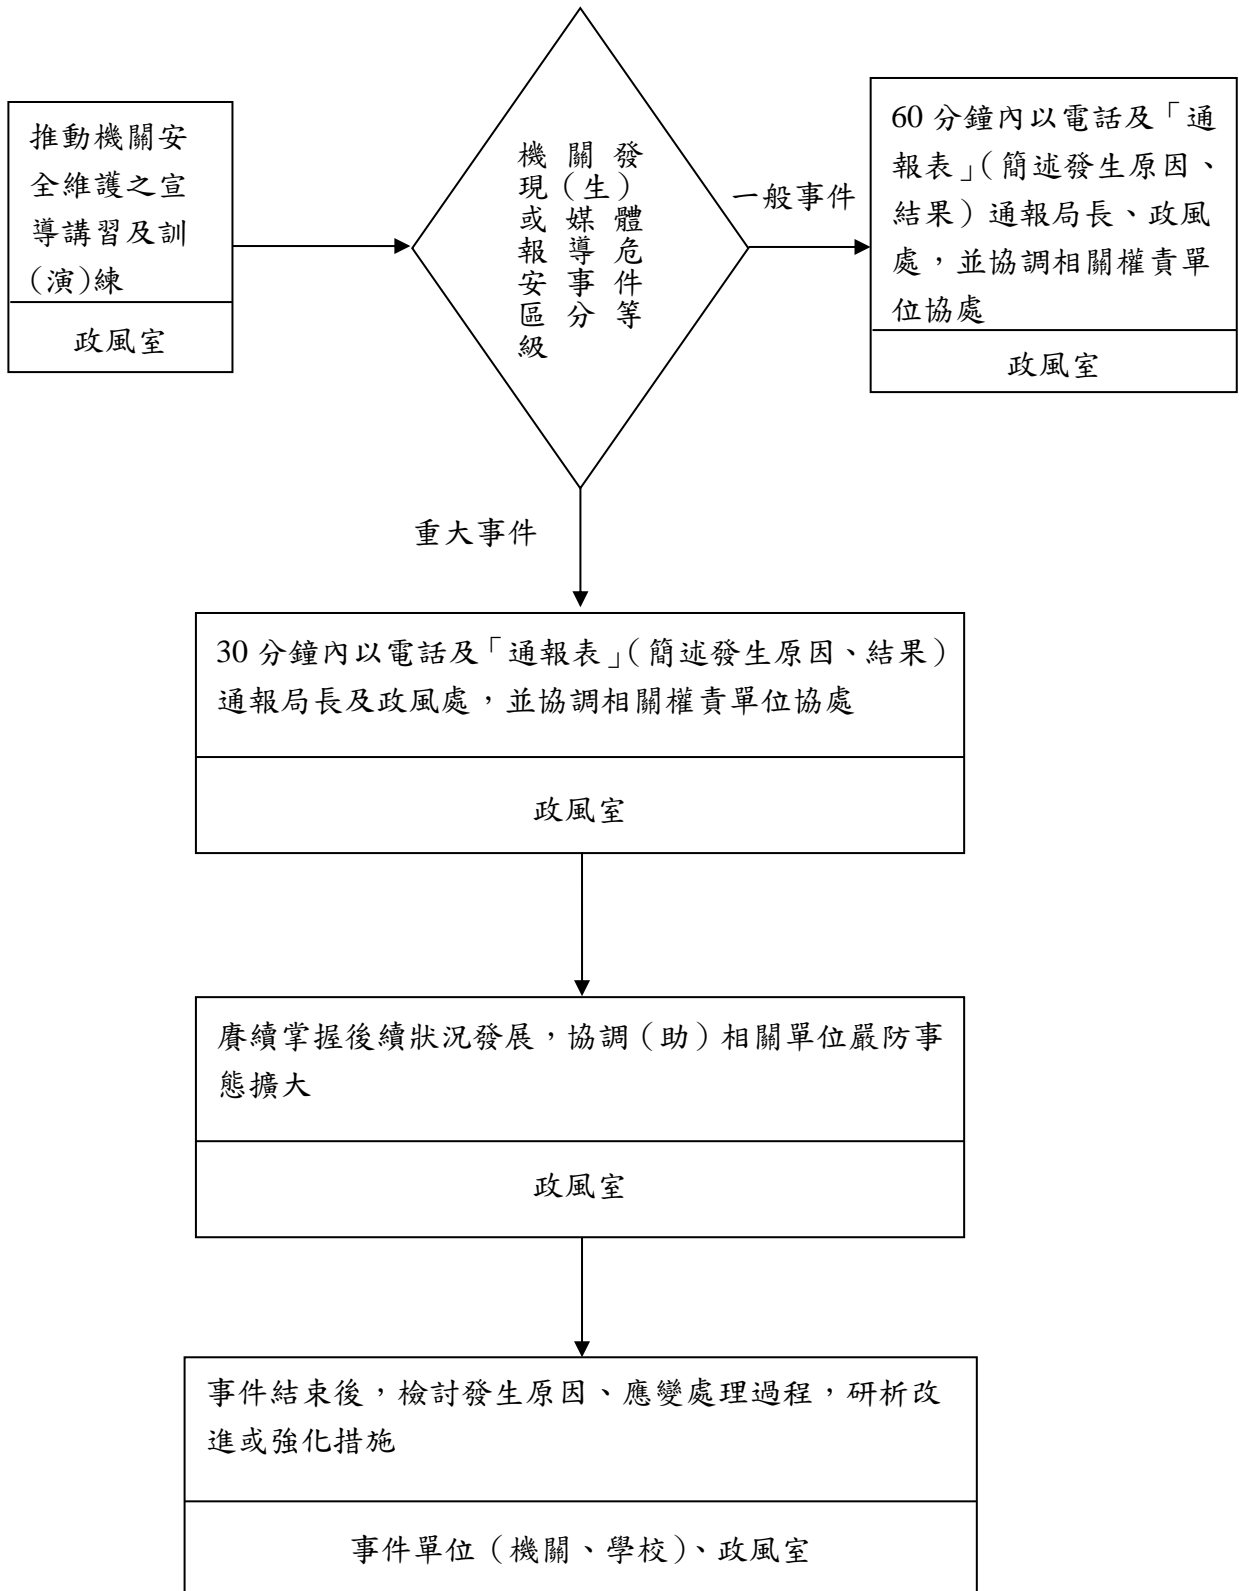 推動機關安
全維護之宣
導講習及訓
(演)練
政風室
機關發
現(生)
或媒體
報導危
安事件
區分等
級
一般事件
60 分鐘內以電話及「通
報表」(簡述發生原因、
結果)通報局長、政風
處，並協調相關權責單
位協處
政風室
重大事件
30 分鐘內以電話及「通報表」(簡述發生原因、結果)
通報局長及政風處，並協調相關權責單位協處
政風室
賡續掌握後續狀況發展，協調(助)相關單位嚴防事
態擴大
政風室
事件結束後，檢討發生原因、應變處理過程，研析改
進或強化措施
事件單位(機關、學校)、政風室